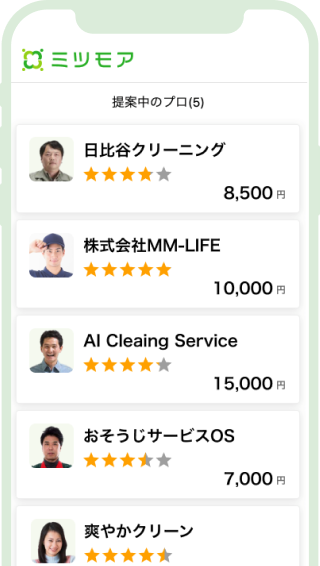 ミツモア
提案中のプロ(5)
日比谷クリーニング
8,500 円
株式会社MM-LIFE
10,000 円
AI Cleaing Service
15,000 円
おそうじサービスOS
7,000 円
爽やかクリーン